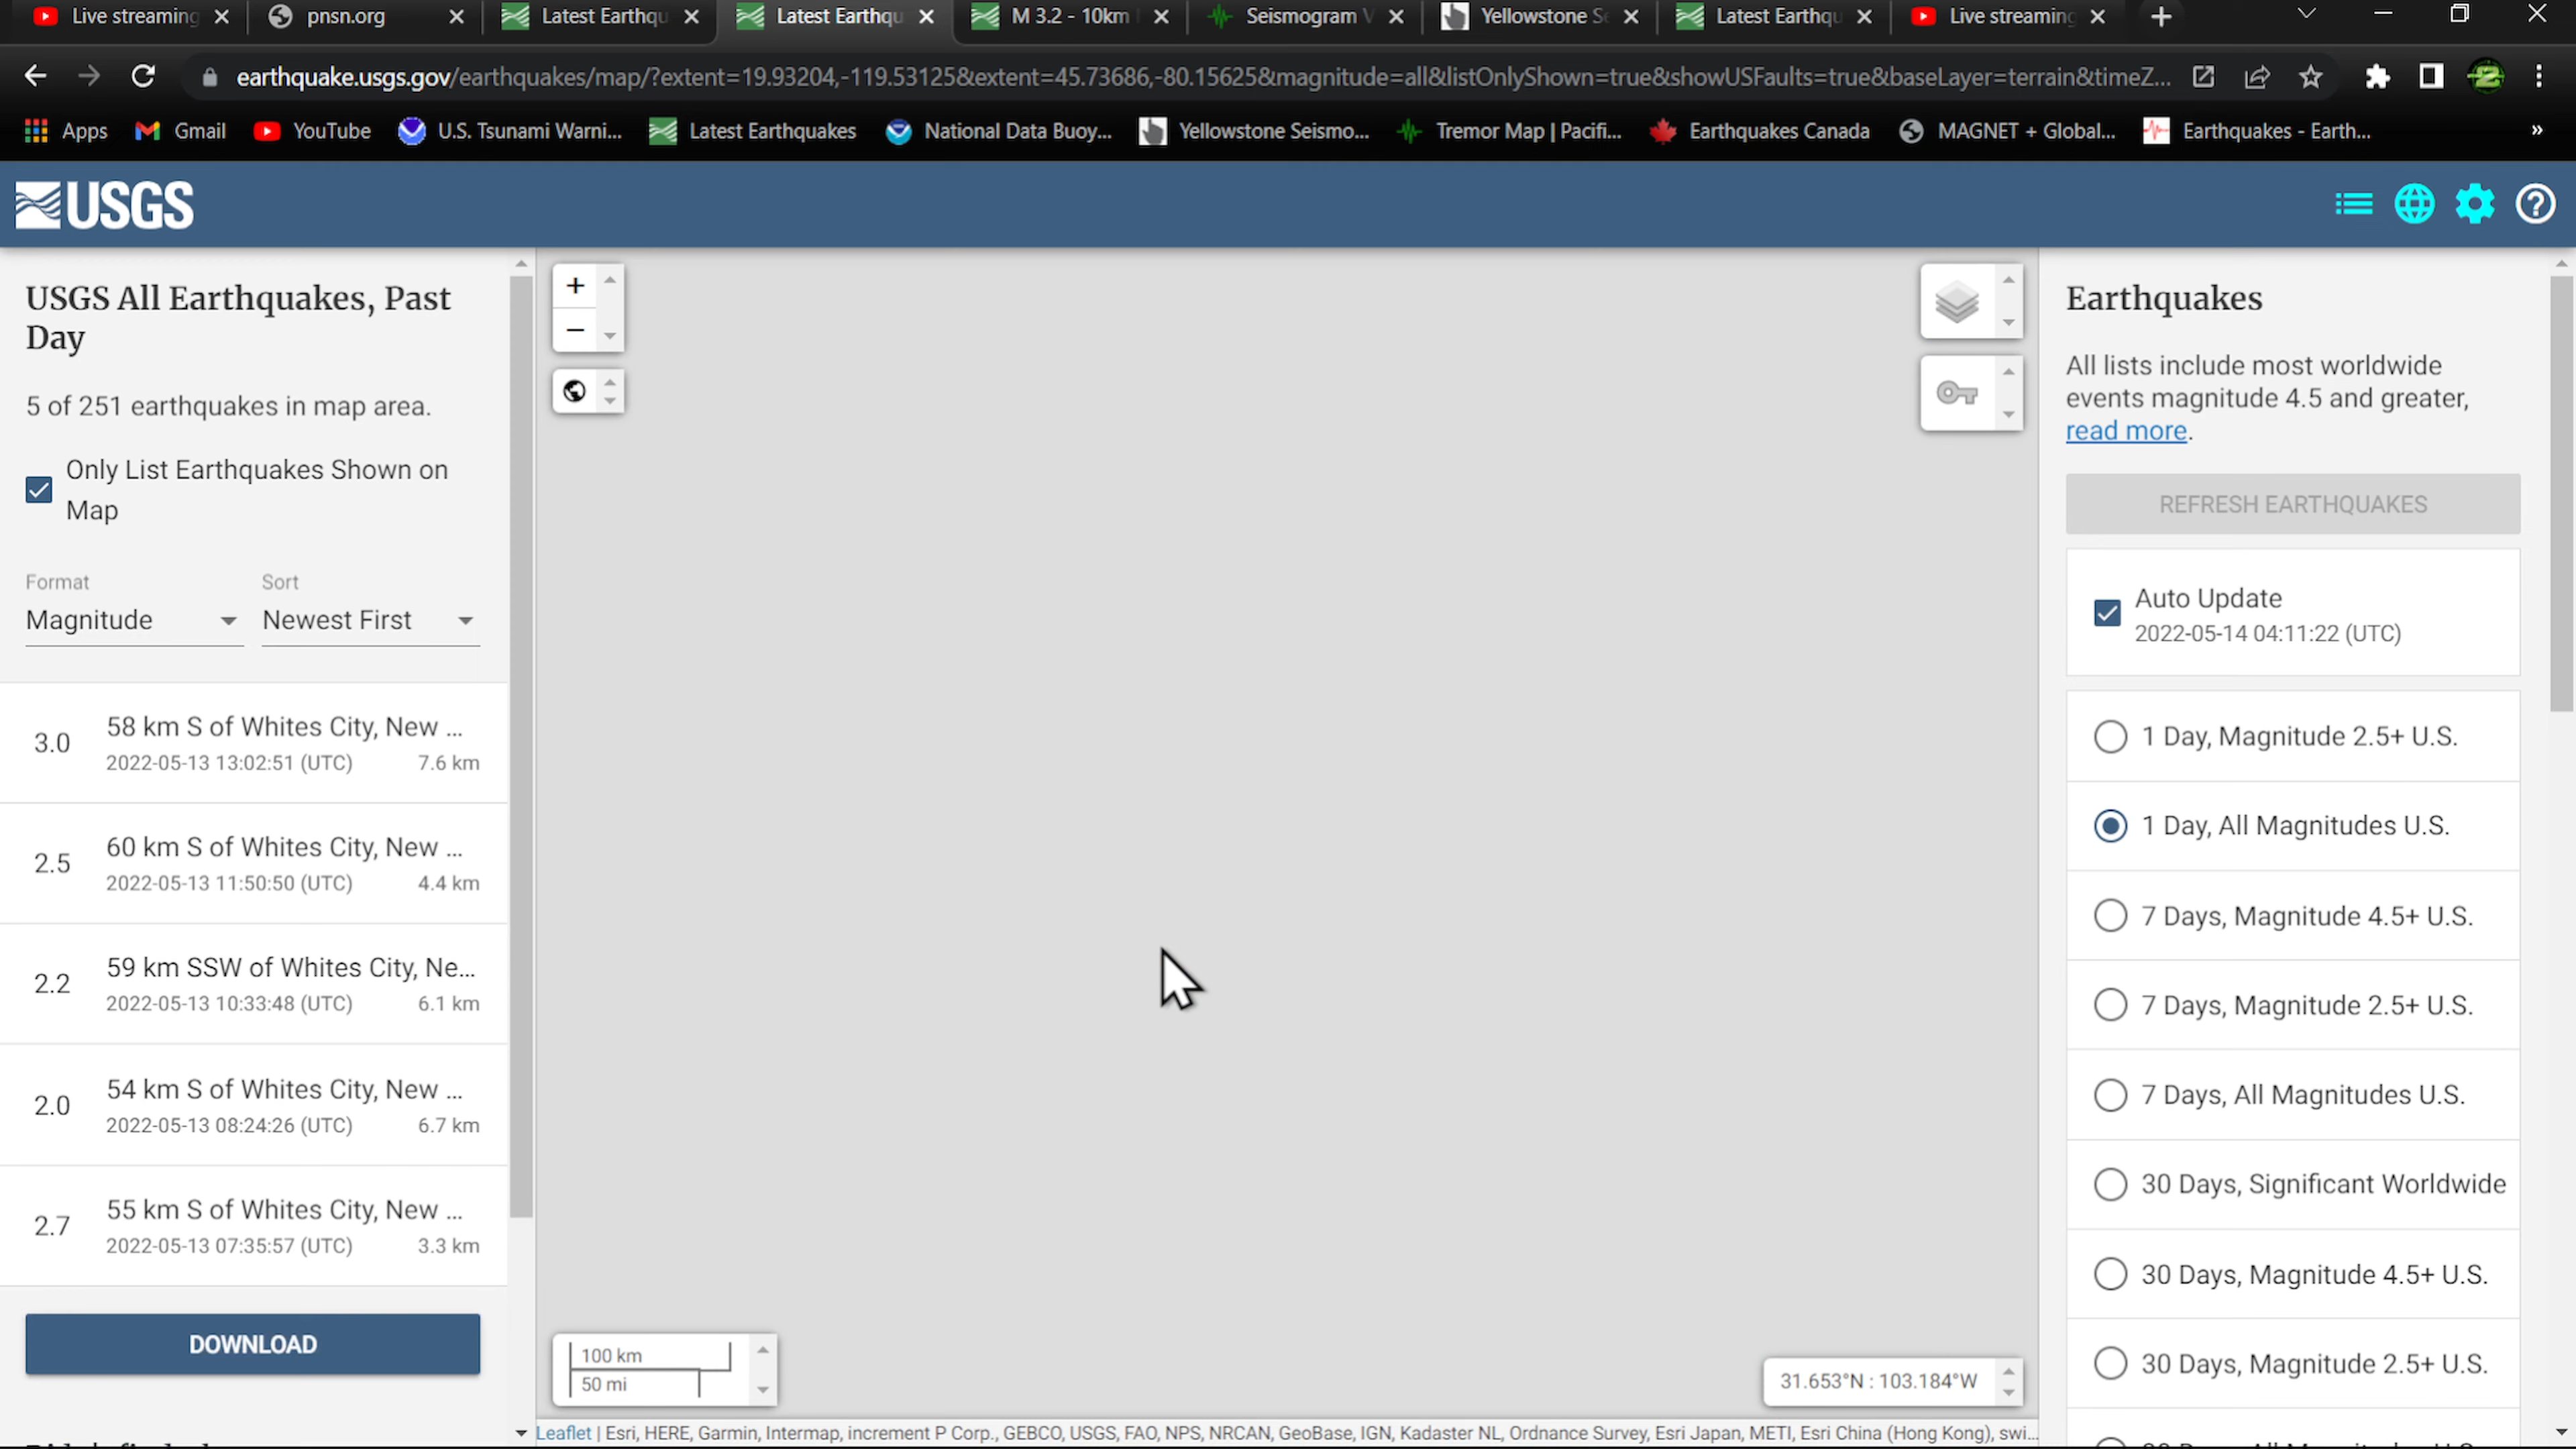 Live streaming
pnsn.org
Latest Earthqu
Latest Earthqu
M 3.2 - 10km
Seismogram V
Yellowstone Se
Latest Earthqu
Live streaming
earthquake.usgs.gov/earthquakes/map/?extent=19.93204,-119.53125&extent=45.73686,-80.15625&magnitude=all&listOnlyShown=true&showUSFaults=true&baseLayer=terrain&timeZ...
Apps
Gmail
YouTube
U.S. Tsunami Warni...
Latest Earthquakes
National Data Buoy...
Yellowstone Seismo...
Tremor Map | Pacifi...
Earthquakes Canada
MAGNET + Global...
Earthquakes - Earth...
»
USGS
USGS All Earthquakes, Past
Day
5 of 251 earthquakes in map area.
Only List Earthquakes Shown on
Map
Format
Sort
Magnitude
Newest First
3.0
58 km S of Whites City, New ...
2022-05-13 13:02:51 (UTC) 7.6 km
2.5
60 km S of Whites City, New ...
2022-05-13 11:50:50 (UTC) 4.4 km
2.2
59 km SSW of Whites City, Ne...
2022-05-13 10:33:48 (UTC) 6.1 km
2.0
54 km S of Whites City, New ...
2022-05-13 08:24:26 (UTC) 6.7 km
2.7
55 km S of Whites City, New ...
2022-05-13 07:35:57 (UTC) 3.3 km
DOWNLOAD
+
−
100 km
50 mi
31.653°N : 103.184°W
Leaflet | Esri, HERE, Garmin, Intermap, increment P Corp., GEBCO, USGS, FAO, NPS, NRCAN, GeoBase, IGN, Kadaster NL, Ordnance Survey, Esri Japan, METI, Esri China (Hong Kong), swi...
Earthquakes
All lists include most worldwide
events magnitude 4.5 and greater,
read more.
REFRESH EARTHQUAKES
Auto Update
2022-05-14 04:11:22 (UTC)
1 Day, Magnitude 2.5+ U.S.
1 Day, All Magnitudes U.S.
7 Days, Magnitude 4.5+ U.S.
7 Days, Magnitude 2.5+ U.S.
7 Days, All Magnitudes U.S.
30 Days, Significant Worldwide
30 Days, Magnitude 4.5+ U.S.
30 Days, Magnitude 2.5+ U.S.